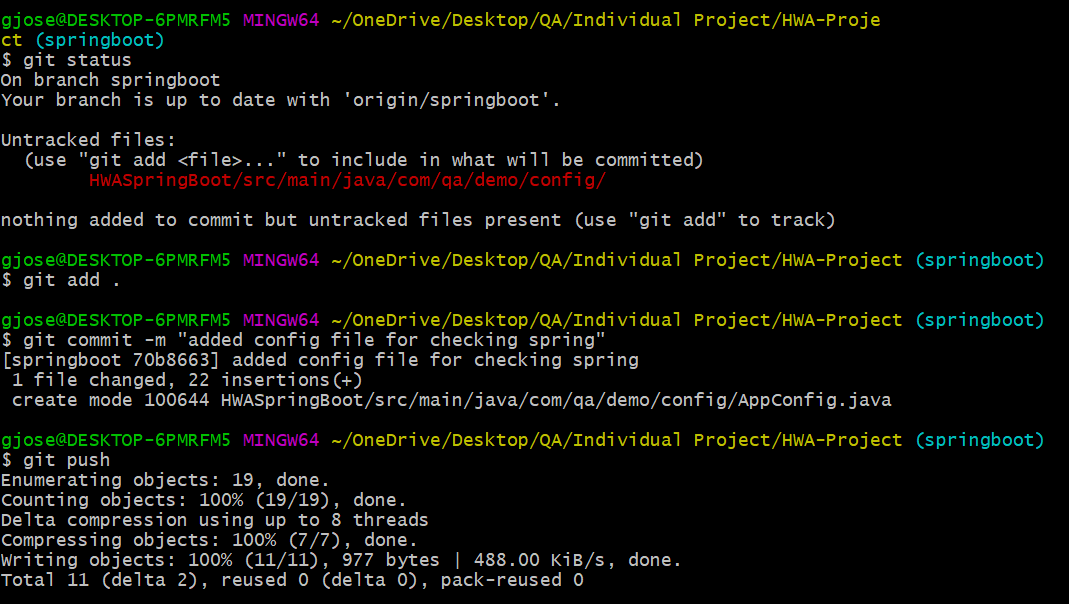 gjose@DESKTOP-6PMRFM5 MINGW64 ~/OneDrive/Desktop/QA/Individual Project/HWA-Proje
ct (springboot)
$ git status
On branch springboot
Your branch is up to date with 'origin/springboot'.
Untracked files:
  (use "git add <file>..." to include in what will be committed)
        HWASpringBoot/src/main/java/com/qa/demo/config/
nothing added to commit but untracked files present (use "git add" to track)
gjose@DESKTOP-6PMRFM5 MINGW64 ~/OneDrive/Desktop/QA/Individual Project/HWA-Project (springboot)
$ git add .
gjose@DESKTOP-6PMRFM5 MINGW64 ~/OneDrive/Desktop/QA/Individual Project/HWA-Project (springboot)
$ git commit -m "added config file for checking spring"
[springboot 70b8663] added config file for checking spring
 1 file changed, 22 insertions(+)
 create mode 100644 HWASpringBoot/src/main/java/com/qa/demo/config/AppConfig.java
gjose@DESKTOP-6PMRFM5 MINGW64 ~/OneDrive/Desktop/QA/Individual Project/HWA-Project (springboot)
$ git push
Enumerating objects: 19, done.
Counting objects: 100% (19/19), done.
Delta compression using up to 8 threads
Compressing objects: 100% (7/7), done.
Writing objects: 100% (11/11), 977 bytes | 488.00 KiB/s, done.
Total 11 (delta 2), reused 0 (delta 0), pack-reused 0